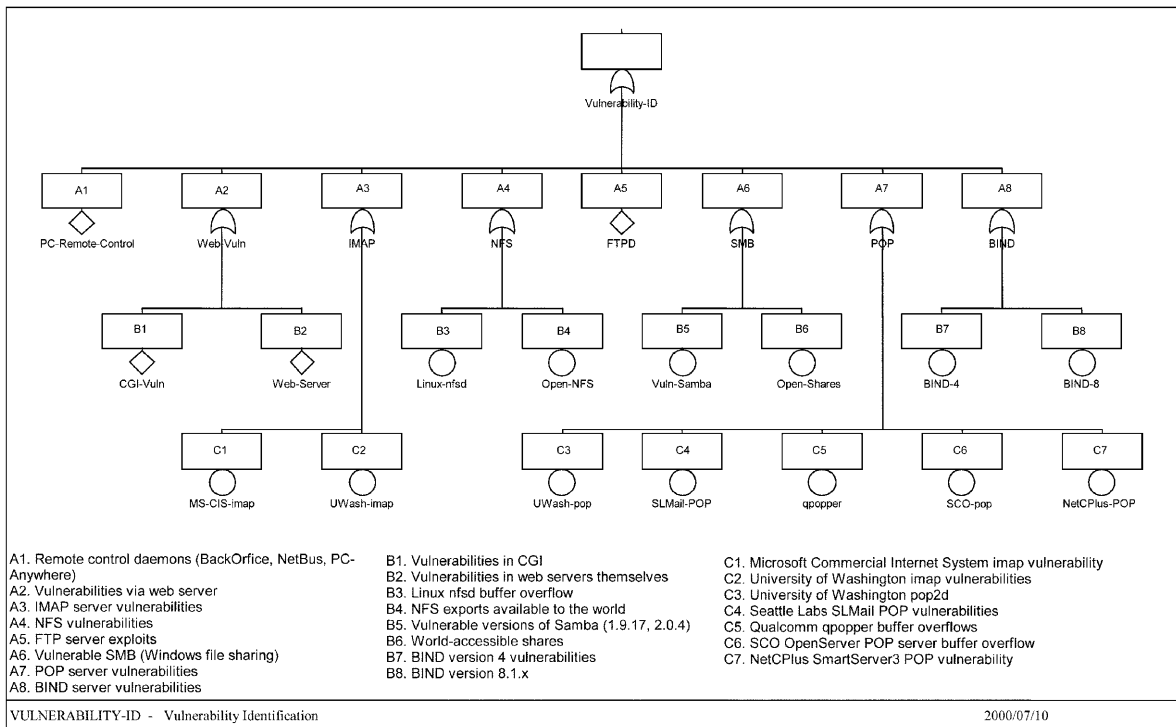 Vulnerability-ID
A1 A2 A3 A4 A5 A6 A7 A8
PC-Remote-Control Web-Vuln IMAP NFS FTPD SMB POP BIND
B1 B2 B3 B4 B5 B6 B7 B8
CGI-Vuln Web-Server Linux-nfsd Open-NFS Vuln-Samba Open-Shares BIND-4 BIND-8
C1 C2 C3 C4 C5 C6 C7
MS-CIS-imap UWash-imap UWash-pop SLMail-POP qpopper SCO-pop NetCPlus-POP
A1. Remote control daemons (BackOrfice, NetBus, PC-
Anywhere)
A2. Vulnerabilities via web server
A3. IMAP server vulnerabilities
A4. NFS vulnerabilities
A5. FTP server exploits
A6. Vulnerable SMB (Windows file sharing)
A7. POP server vulnerabilities
A8. BIND server vulnerabilities
B1. Vulnerabilities in CGI
B2. Vulnerabilities in web servers themselves
B3. Linux nfsd buffer overflow
B4. NFS exports available to the world
B5. Vulnerable versions of Samba (1.9.17, 2.0.4)
B6. World-accessible shares
B7. BIND version 4 vulnerabilities
B8. BIND version 8.1.x
C1. Microsoft Commercial Internet System imap vulnerability
C2. University of Washington imap vulnerabilities
C3. University of Washington pop2d
C4. Seattle Labs SLMail POP vulnerabilities
C5. Qualcomm qpopper buffer overflows
C6. SCO OpenServer POP server buffer overflow
C7. NetCPlus SmartServer3 POP vulnerability
VULNERABILITY-ID - Vulnerability Identification 2000/07/10